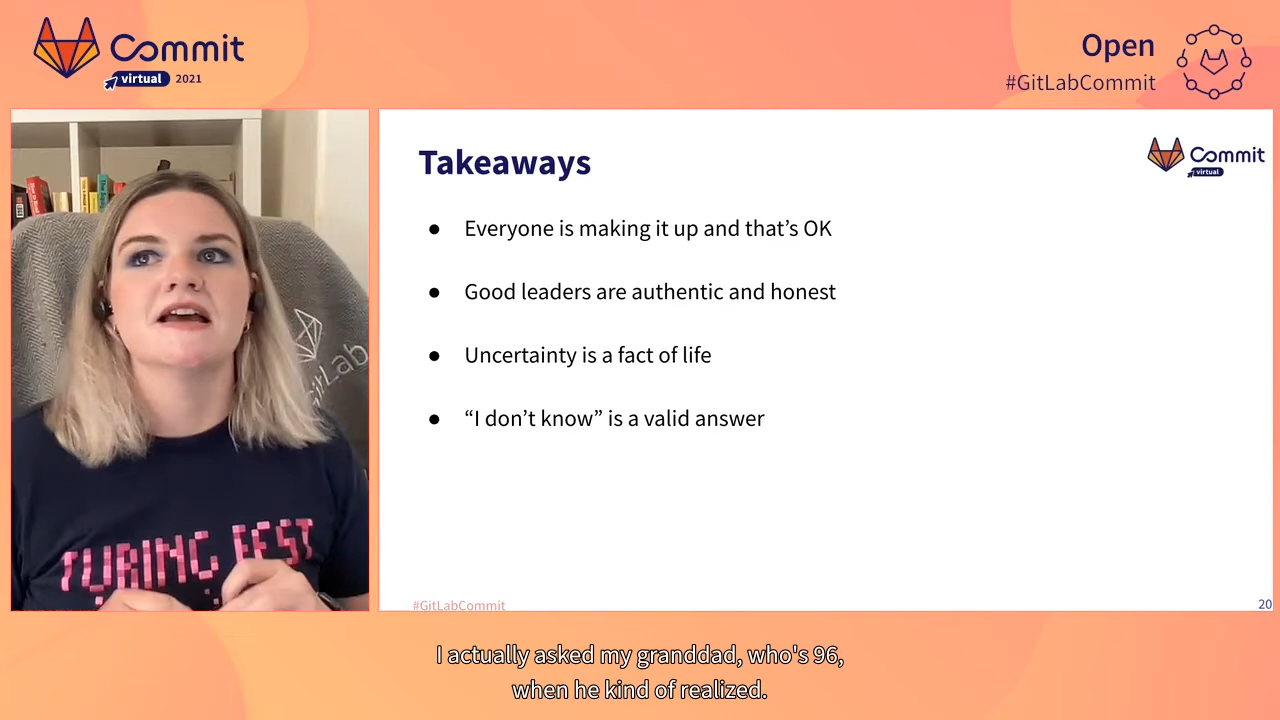 Commit
virtual 2021
Open
#GitLabCommit
Takeaways
Commit
virtual
● Everyone is making it up and that’s OK
● Good leaders are authentic and honest
● Uncertainty is a fact of life
● “I don’t know” is a valid answer
GitLab
TURING FEST
#GitLabCommit
20
I actually asked my granddad, who's 96,
when he kind of realized.